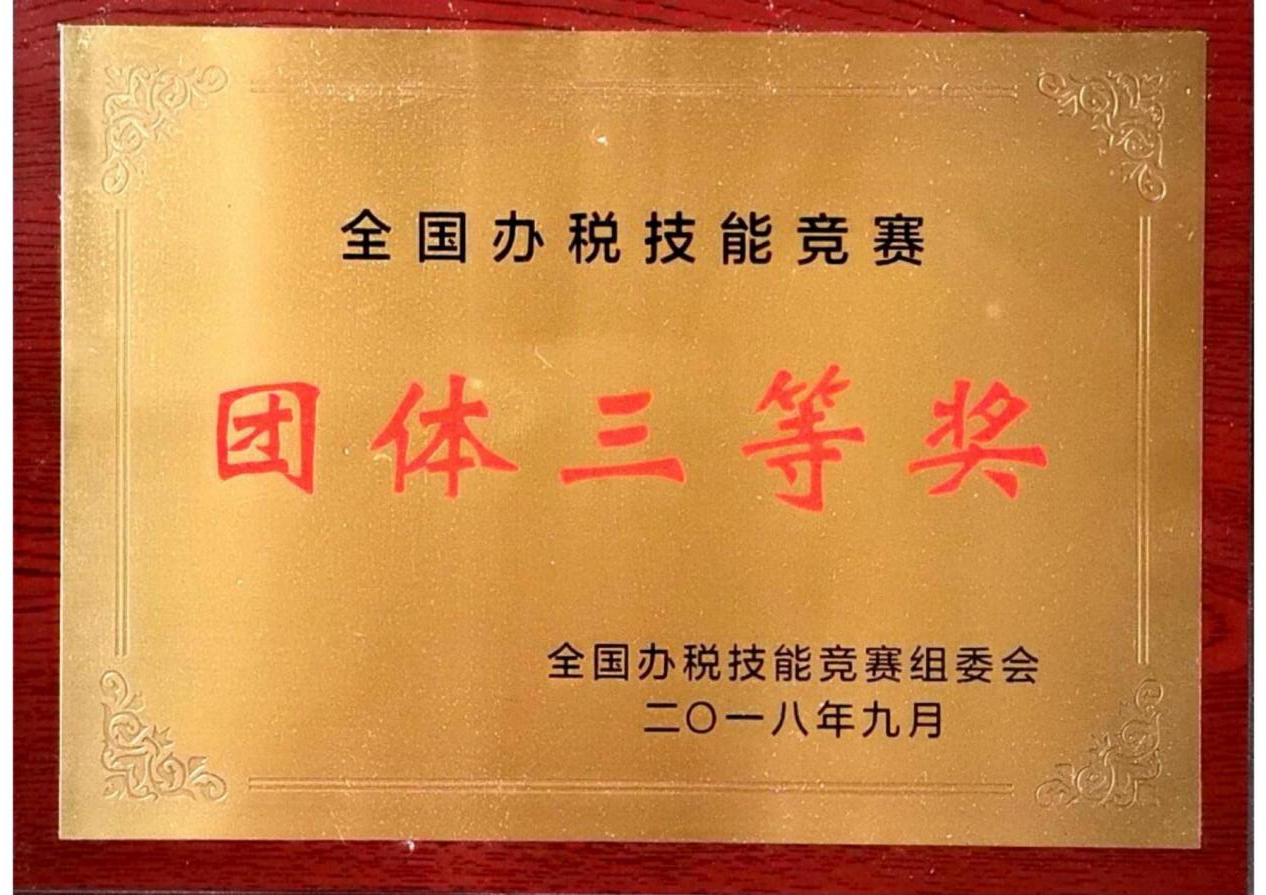 全国办税技能竞赛
团体三等奖
全国办税技能竞赛组委会
二〇一八年九月